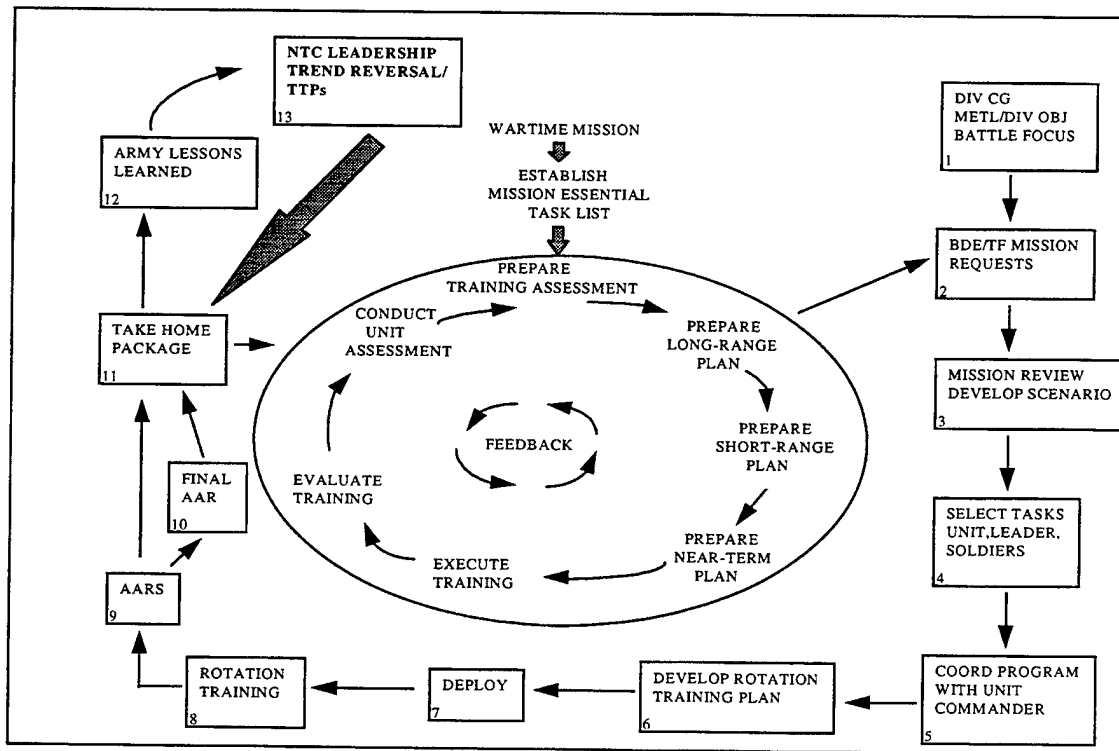 NTC LEADERSHIP
TREND REVERSAL/
TTPs
13
ARMY LESSONS
LEARNED
12
WARTIME MISSION
ESTABLISH
MISSION ESSENTIAL
TASK LIST
DIV CG
METL/DIV OBJ
BATTLE FOCUS
1
BDE/TF MISSION
REQUESTS
2
MISSION REVIEW
DEVELOP SCENARIO
3
SELECT TASKS
UNIT,LEADER,
SOLDIERS
4
COORD PROGRAM
WITH UNIT
COMMANDER
5
DEVELOP ROTATION
TRAINING PLAN
6
DEPLOY
7
ROTATION
TRAINING
8
AARS
9
FINAL
AAR
10
TAKE HOME
PACKAGE
11
PREPARE
TRAINING ASSESSMENT
PREPARE
LONG-RANGE
PLAN
PREPARE
SHORT-RANGE
PLAN
PREPARE
NEAR-TERM
PLAN
EXECUTE
TRAINING
EVALUATE
TRAINING
CONDUCT
UNIT
ASSESSMENT
FEEDBACK